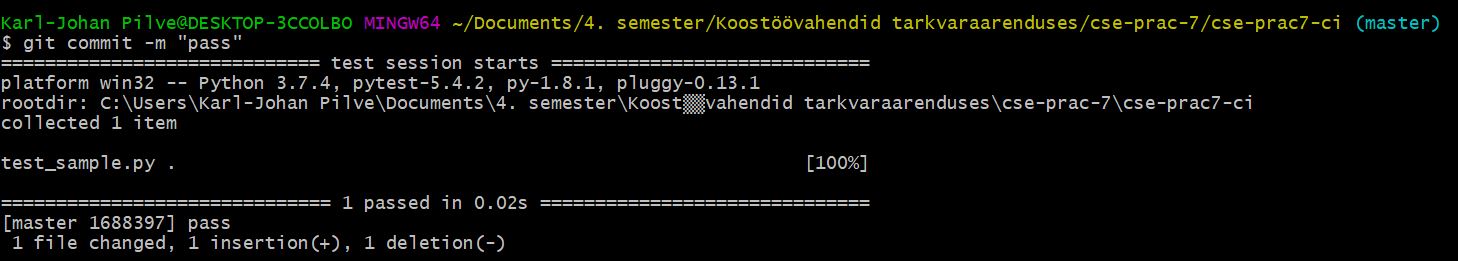 Karl-Johan Pilve@DESKTOP-3CCOLBO MINGW64 ~/Documents/4. semester/Koostöövahendid tarkvaraarenduses/cse-prac-7/cse-prac7-ci (master)
$ git commit -m "pass"
============================= test session starts =============================
platform win32 -- Python 3.7.4, pytest-5.4.2, py-1.8.1, pluggy-0.13.1
rootdir: C:\Users\Karl-Johan Pilve\Documents\4. semester\Koost▒▒vahendid tarkvaraarenduses\cse-prac-7\cse-prac7-ci
collected 1 item
test_sample.py . [100%]
============================== 1 passed in 0.02s ==============================
[master 1688397] pass
1 file changed, 1 insertion(+), 1 deletion(-)